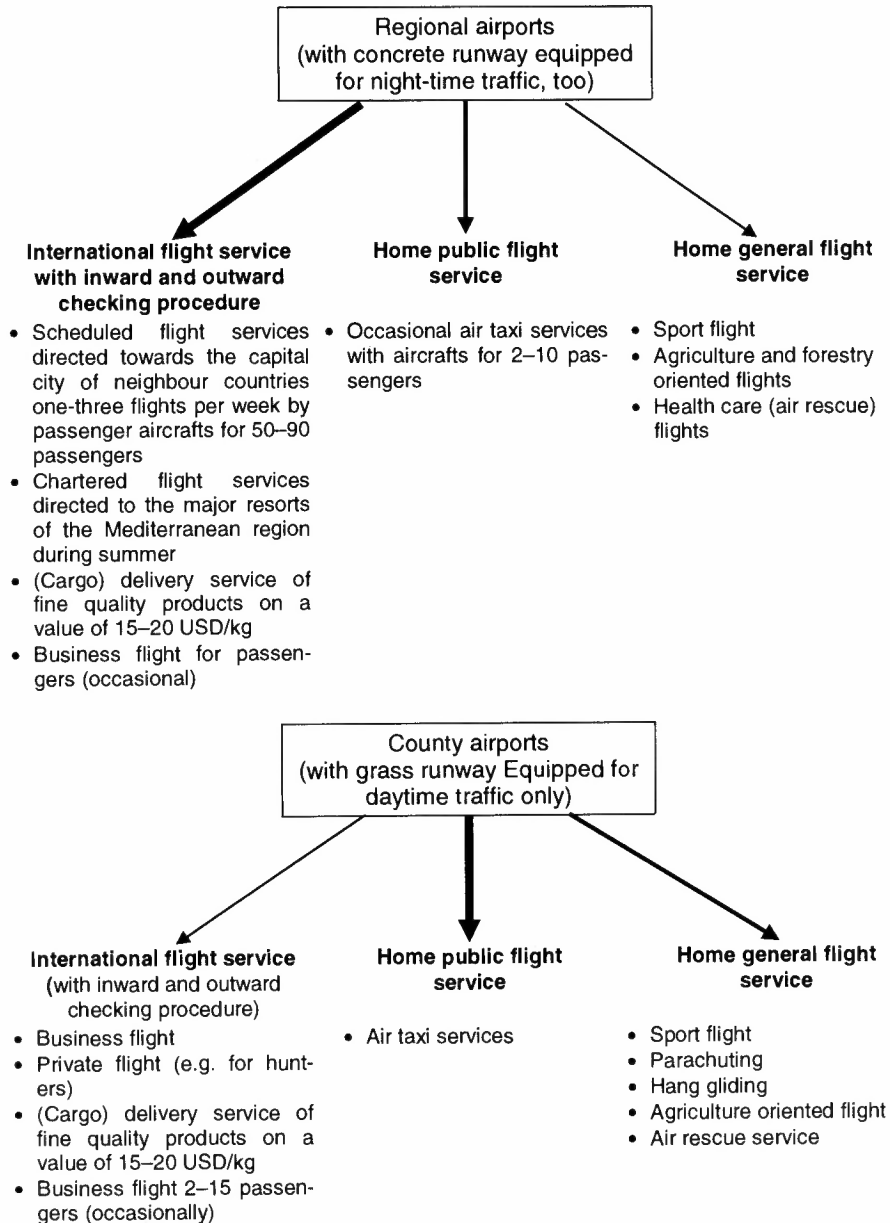 Regional airports
(with concrete runway equipped
for night-time traffic, too)
International flight service
with inward and outward
checking procedure
• Scheduled flight services
directed towards the capital
city of neighbour countries
one-three flights per week by
passenger aircrafts for 50–90
passengers
• Chartered flight services
directed to the major resorts
of the Mediterranean region
during summer
• (Cargo) delivery service of
fine quality products on a
value of 15–20 USD/kg
• Business flight for passen-
gers (occasional)
Home public flight
service
• Occasional air taxi services
with aircrafts for 2–10 pas-
sengers
Home general flight
service
• Sport flight
• Agriculture and forestry
oriented flights
• Health care (air rescue)
flights
County airports
(with grass runway Equipped for
daytime traffic only)
International flight service
(with inward and outward
checking procedure)
• Business flight
• Private flight (e.g. for hunt-
ers)
• (Cargo) delivery service of
fine quality products on a
value of 15–20 USD/kg
• Business flight 2–15 passen-
gers (occasionally)
Home public flight
service
• Air taxi services
Home general flight
service
• Sport flight
• Parachuting
• Hang gliding
• Agriculture oriented flight
• Air rescue service